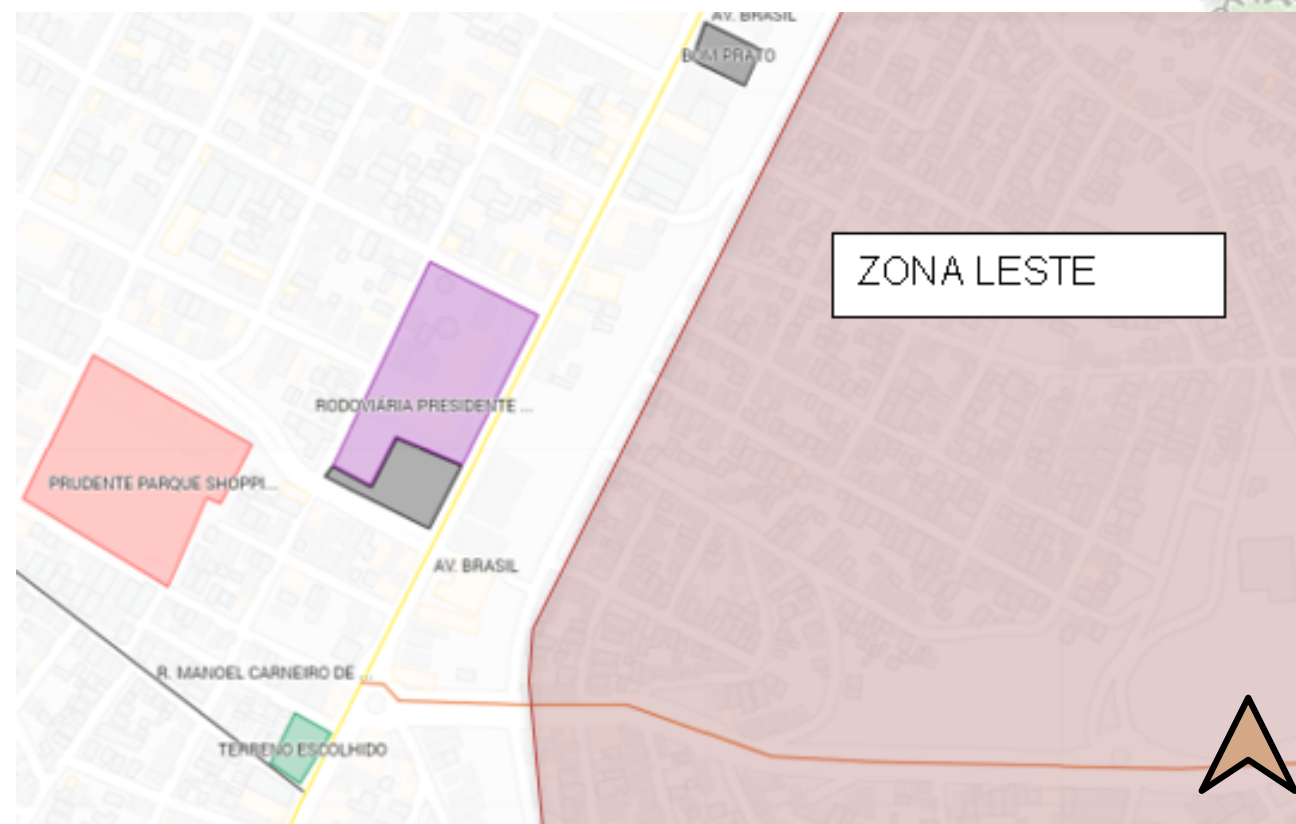 AV. BRASIL
BOM PRATO
ZONA LESTE
RODOVIÁRIA PRESIDENTE ...
PRUDENTE PARQUE SHOPPI...
AV. BRASIL
R. MANOEL CARNEIRO DE ...
TERRENO ESCOLHIDO